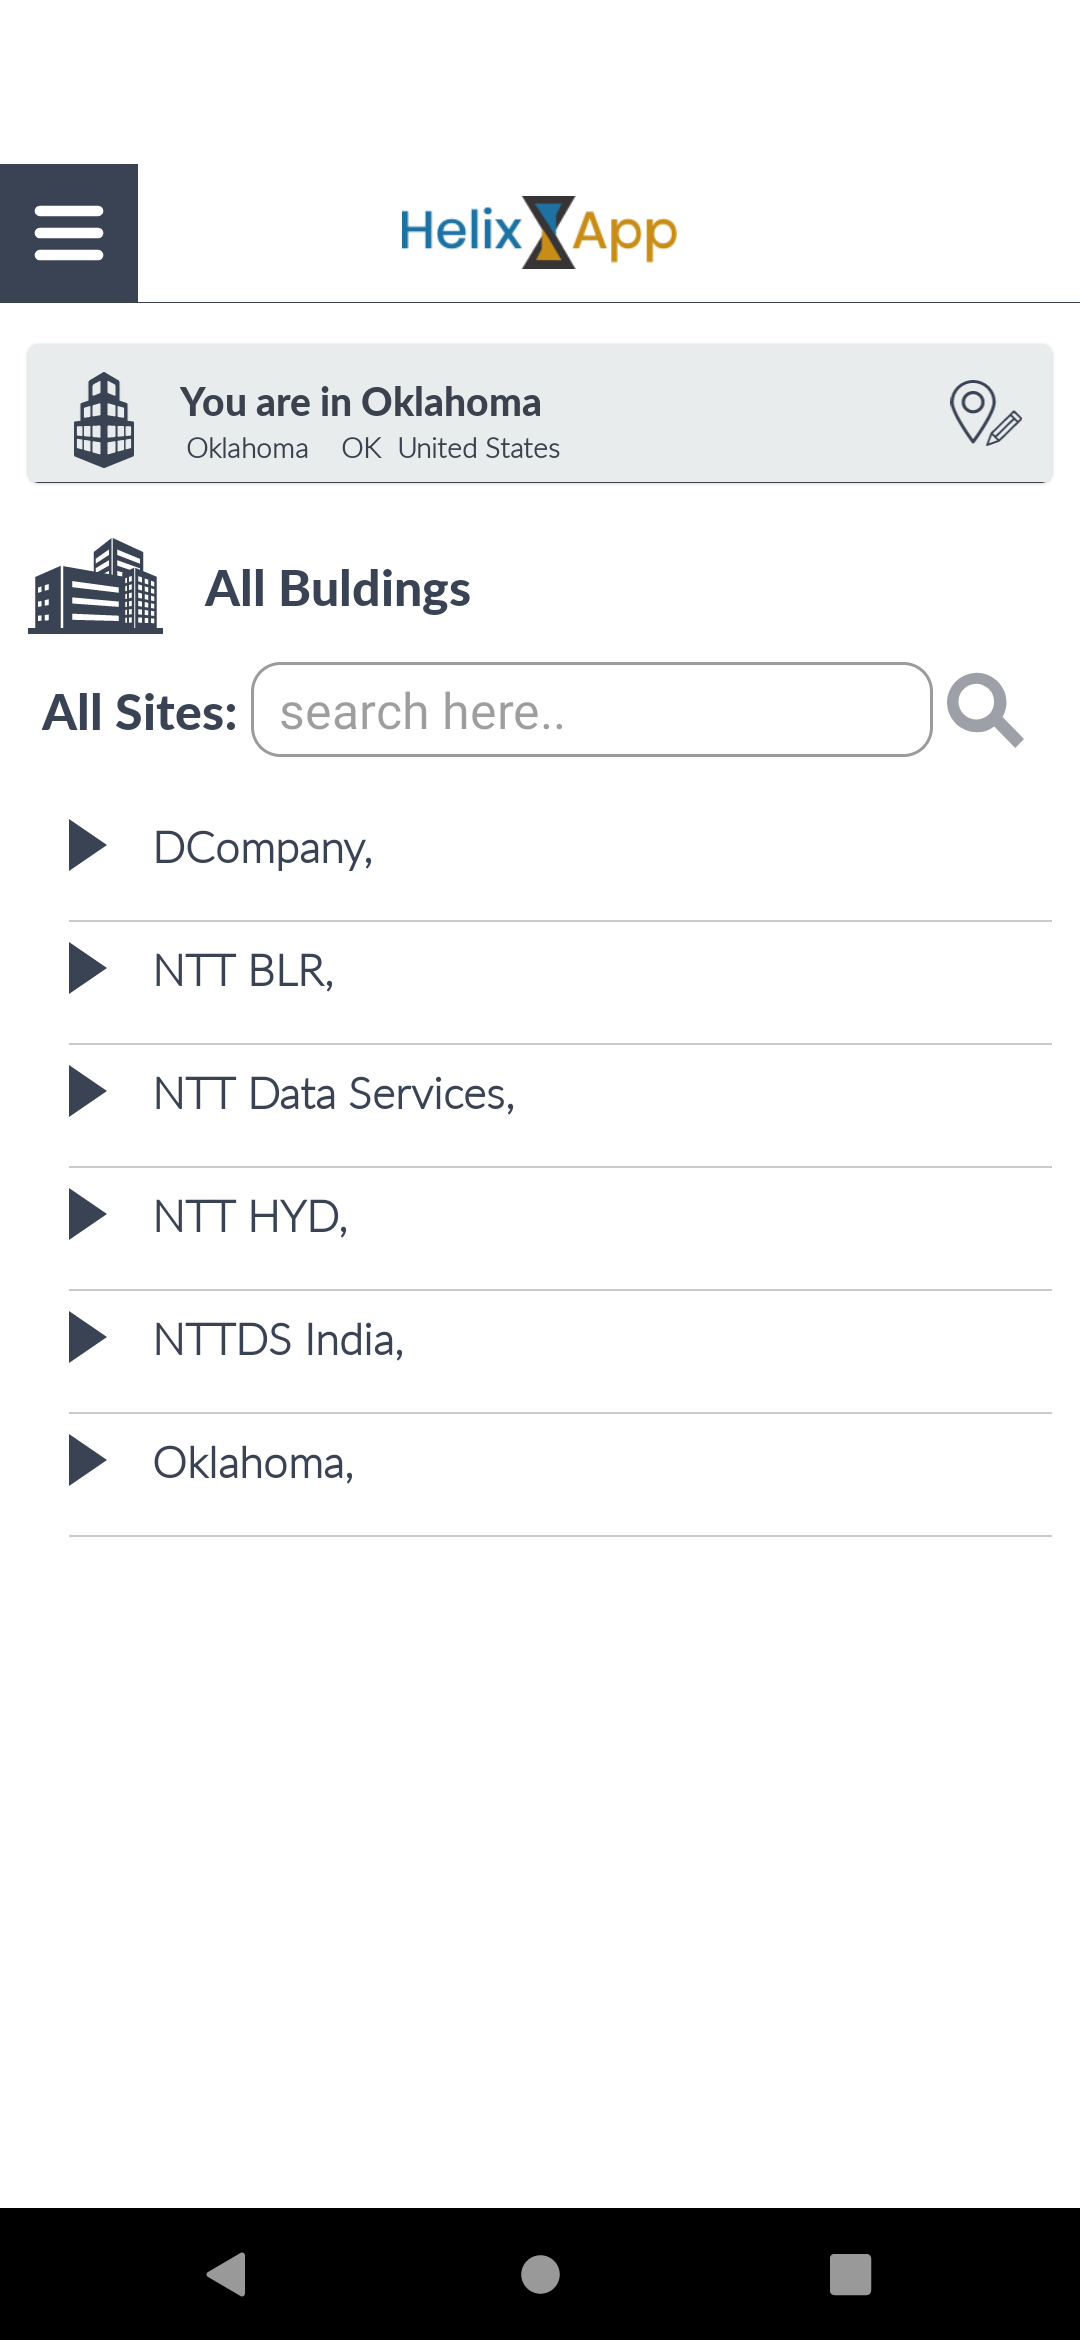 Helix App
You are in Oklahoma
Oklahoma OK United States
All Buldings
All Sites: search here..
DCompany,
NTT BLR,
NTT Data Services,
NTT HYD,
NTTDS India,
Oklahoma,